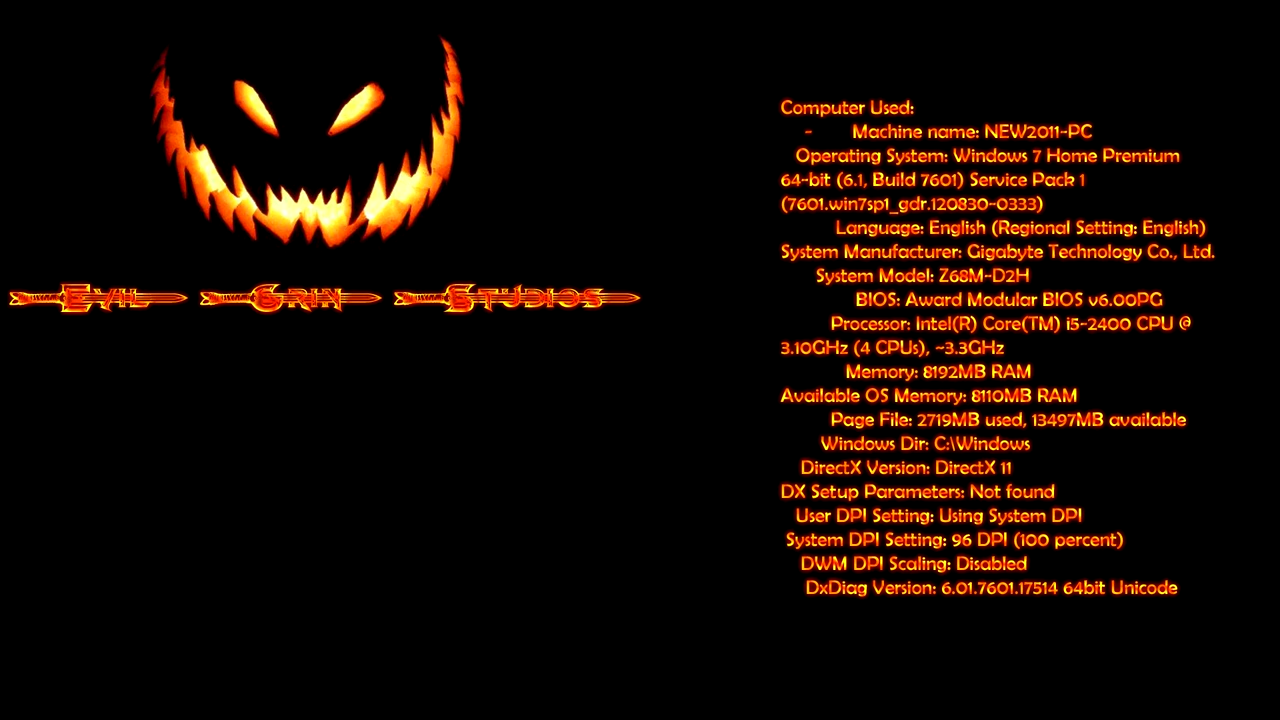 Evil Grin Studios
Computer Used:
- Machine name: NEW2011-PC
Operating System: Windows 7 Home Premium
64-bit (6.1, Build 7601) Service Pack 1
(7601.win7sp1_gdr.120830-0333)
Language: English (Regional Setting: English)
System Manufacturer: Gigabyte Technology Co., Ltd.
System Model: Z68M-D2H
BIOS: Award Modular BIOS v6.00PG
Processor: Intel(R) Core(TM) i5-2400 CPU @
3.10GHz (4 CPUs), ~3.3GHz
Memory: 8192MB RAM
Available OS Memory: 8110MB RAM
Page File: 2719MB used, 13497MB available
Windows Dir: C:\Windows
DirectX Version: DirectX 11
DX Setup Parameters: Not found
User DPI Setting: Using System DPI
System DPI Setting: 96 DPI (100 percent)
DWM DPI Scaling: Disabled
DxDiag Version: 6.01.7601.17514 64bit Unicode